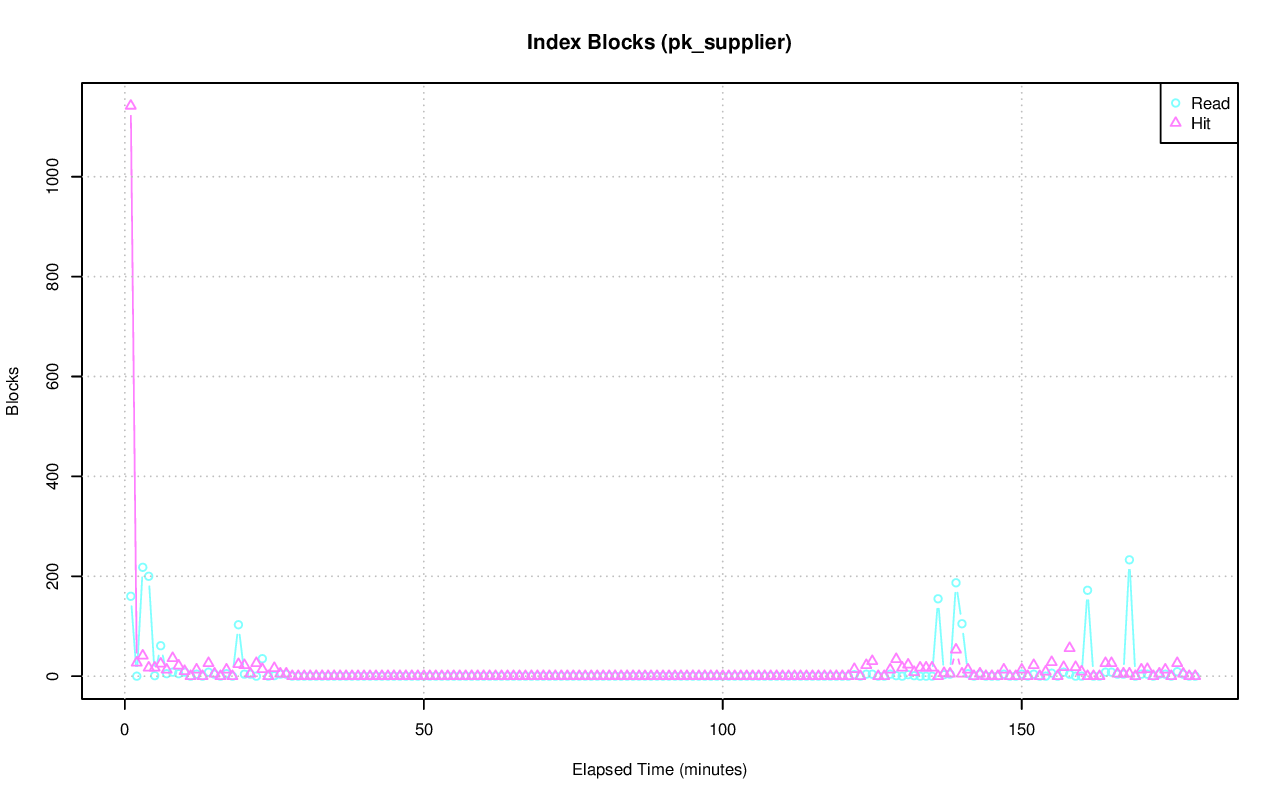 Index Blocks (pk_supplier)
Read
Hit
Blocks
0
200
400
600
800
1000
0 50 100 150
Elapsed Time (minutes)